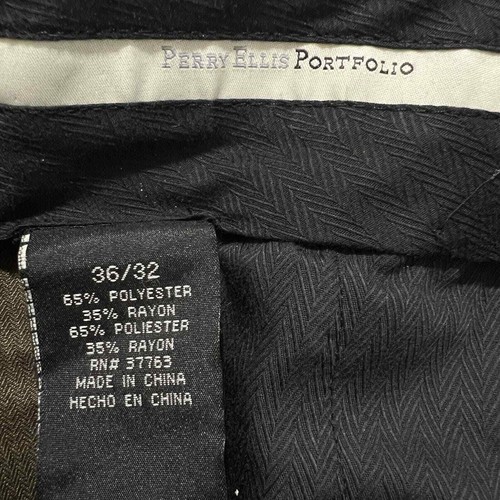 PERRY ELLIS PORTFOLIO
36/32
65% POLYESTER
35% RAYON
65% POLIESTER
35% RAYON
RN# 37763
MADE IN CHINA
HECHO EN CHINA